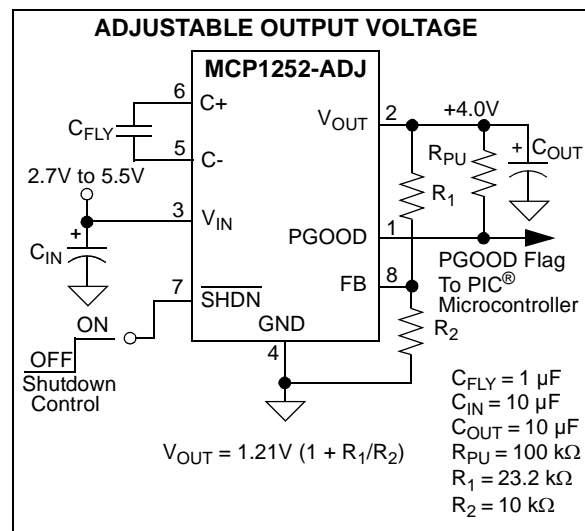 ADJUSTABLE OUTPUT VOLTAGE
MCP1252-ADJ
6
C+
CFLY
5
C-
2.7V to 5.5V
3
VIN
CIN
7
SHDN
ON
OFF
Shutdown
Control
GND
4
VOUT
2
+4.0V
RPU
COUT
R1
PGOOD
1
PGOOD Flag
To PIC®
Microcontroller
FB
8
R2
+
+
VOUT = 1.21V (1 + R1/R2)
CFLY = 1 µF
CIN = 10 µF
COUT = 10 µF
RPU = 100 kΩ
R1 = 23.2 kΩ
R2 = 10 kΩ